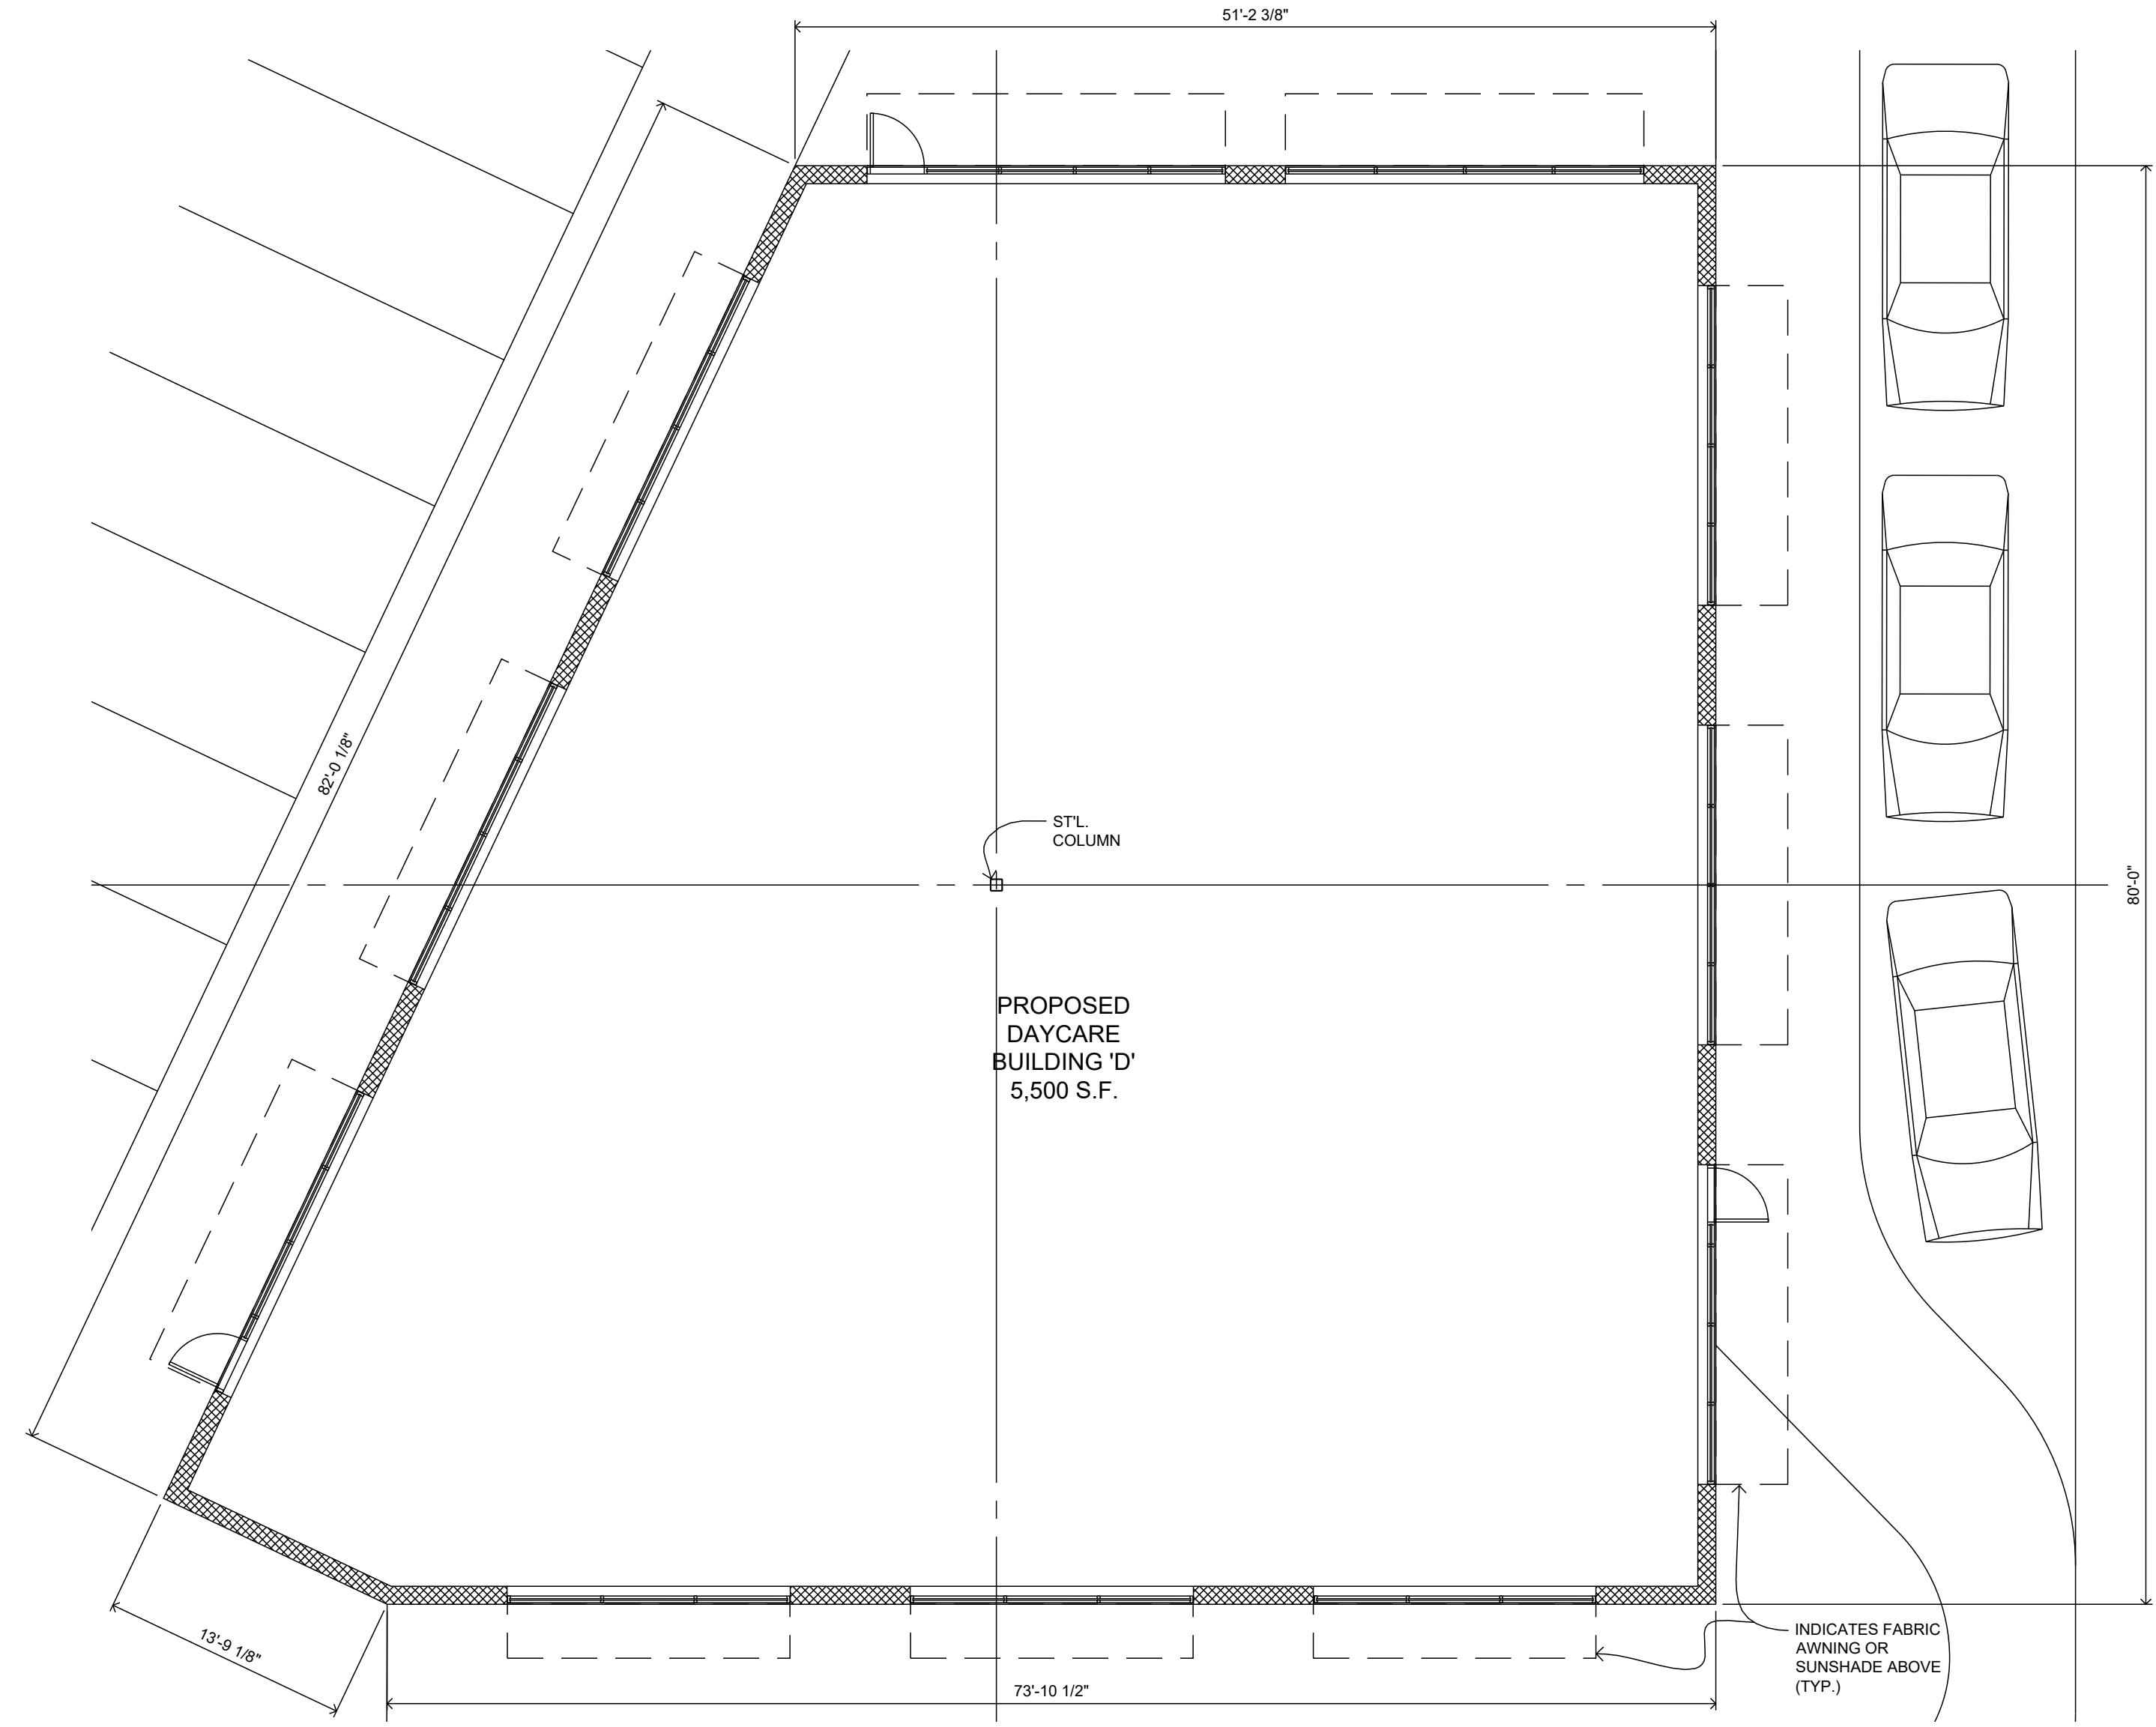 51'-2 3/8"
82'-0 1/8"
ST'L.
COLUMN
80'-0"
PROPOSED
DAYCARE
BUILDING 'D'
5,500 S.F.
13'-9 1/8"
INDICATES FABRIC
AWNING OR
SUNSHADE ABOVE
(TYP.)
73'-10 1/2"